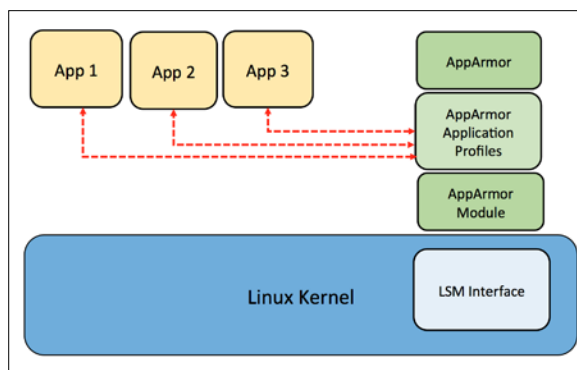 App 1
App 2
App 3
AppArmor
AppArmor
Application
Profiles
AppArmor
Module
Linux Kernel
LSM Interface